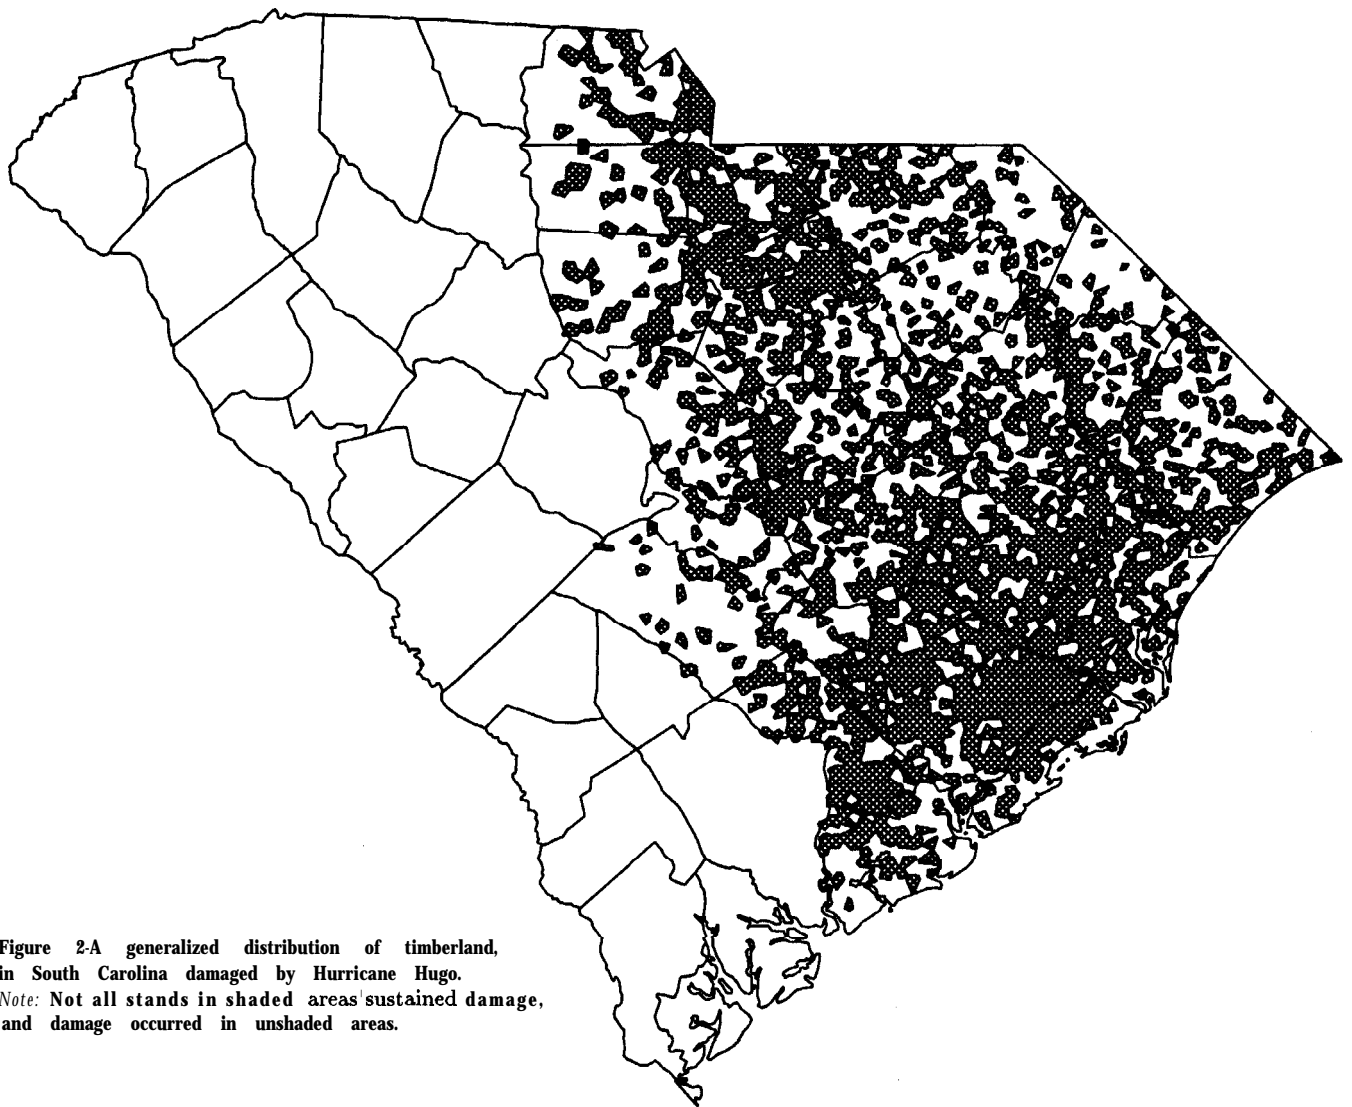 Figure 2-A generalized distribution of timberland,
in South Carolina damaged by Hurricane Hugo.
Note: Not all stands in shaded areas sustained damage,
and damage occurred in unshaded areas.